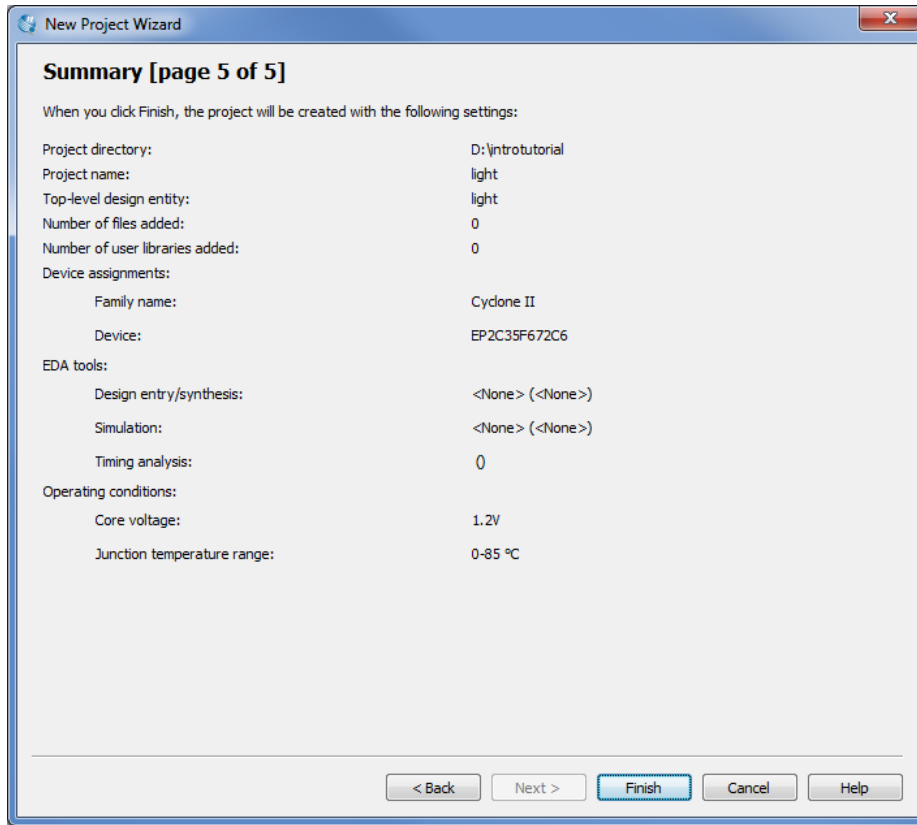 New Project Wizard
Summary [page 5 of 5]
When you click Finish, the project will be created with the following settings:
Project directory: D:\introtutorial
Project name: light
Top-level design entity: light
Number of files added: 0
Number of user libraries added: 0
Device assignments:
Family name: Cyclone II
Device: EP2C35F672C6
EDA tools:
Design entry/synthesis: <None> (<None>)
Simulation: <None> (<None>)
Timing analysis: ()
Operating conditions:
Core voltage: 1.2V
Junction temperature range: 0-85 °C
< Back Next > Finish Cancel Help